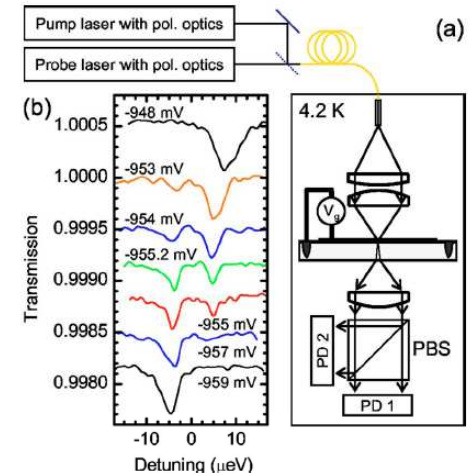 Pump laser with pol. optics
(a)
Probe laser with pol. optics
(b)
4.2 K
-948 mV
1.0005
-953 mV
1.0000
Vg
-954 mV
0.9995
-955.2 mV
0.9990
Transmission
-955 mV
0.9985
PD 2
PBS
-957 mV
0.9980
-959 mV
PD 1
-10 0 10
Detuning (μeV)